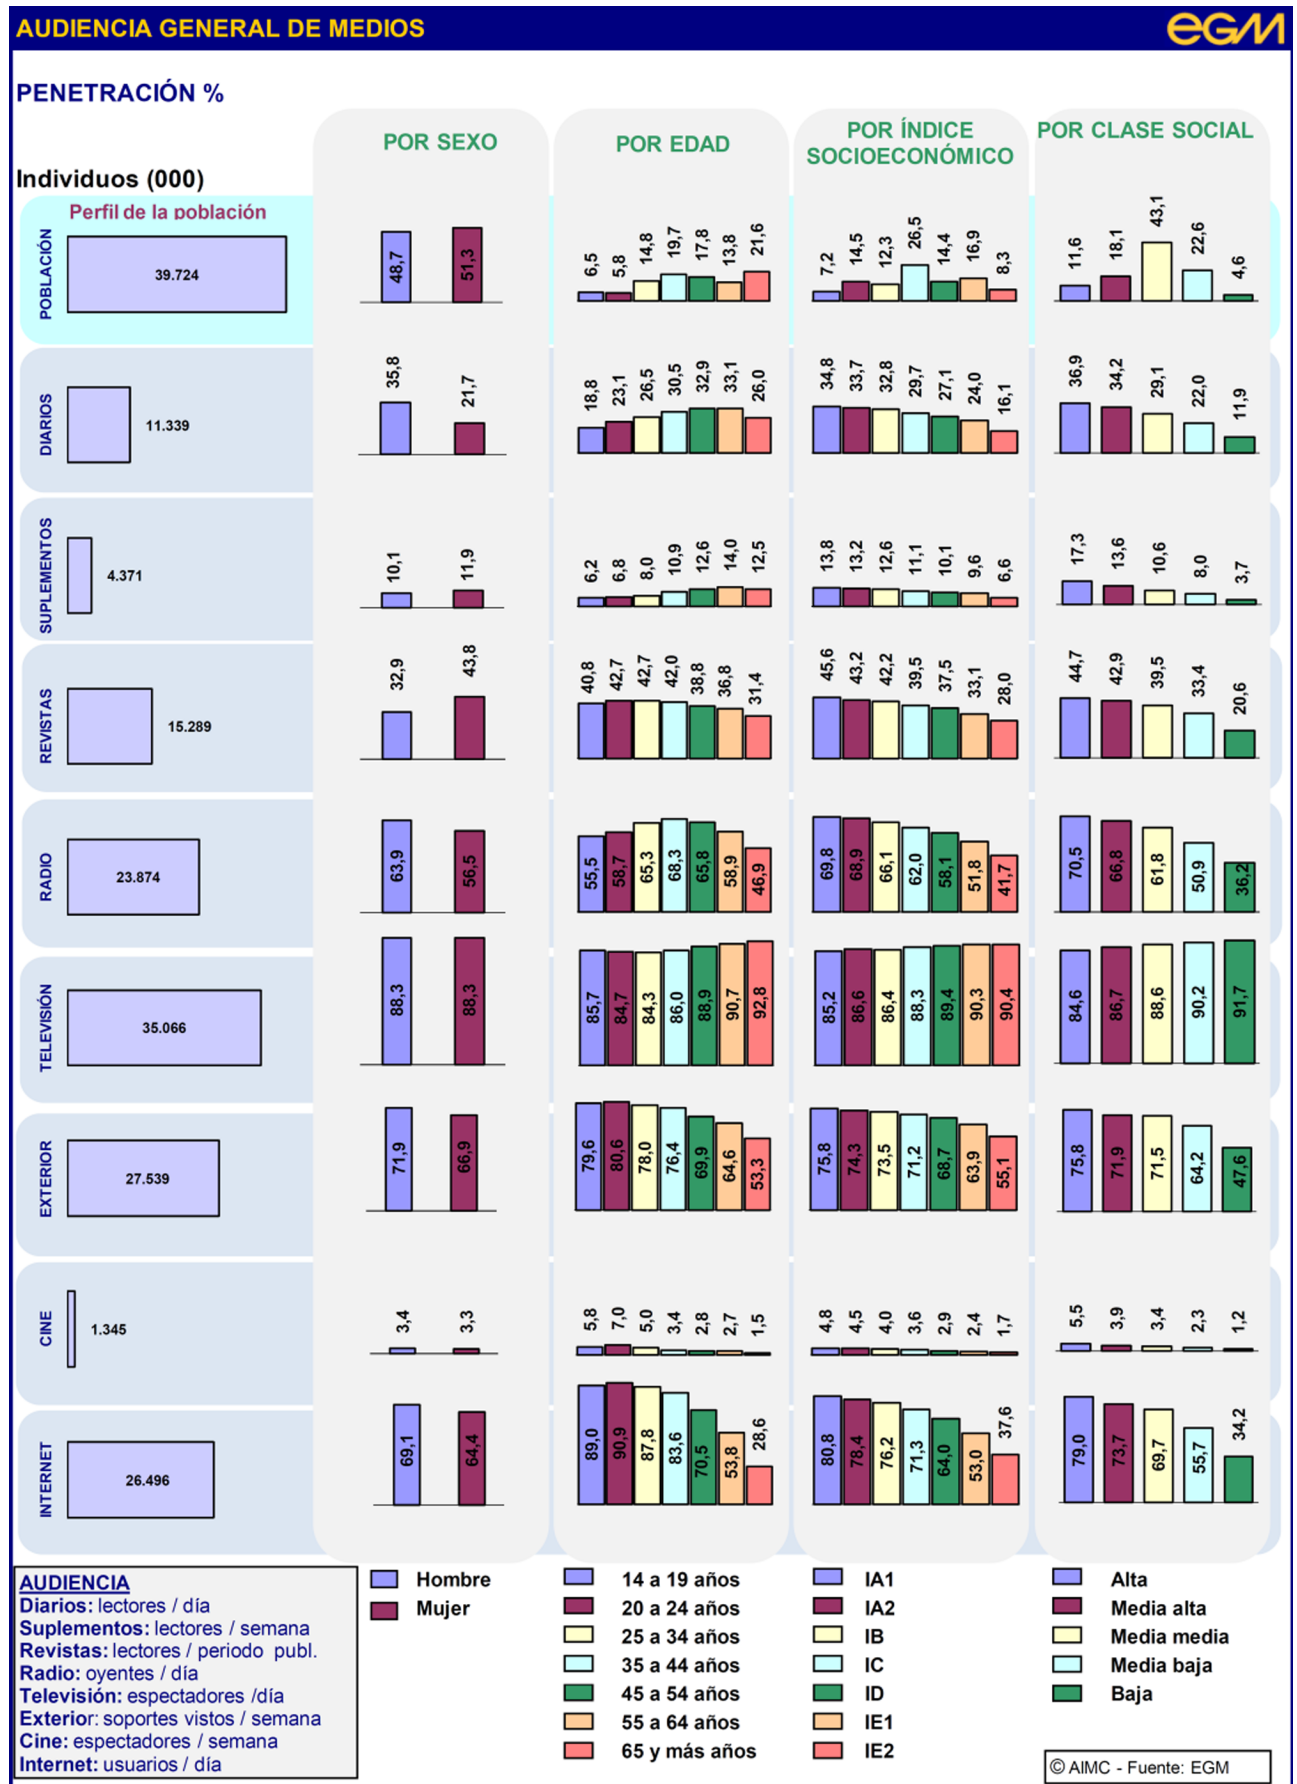 AUDIENCIA GENERAL DE MEDIOS
eGM
PENETRACIÓN %
POR SEXO
POR EDAD
POR ÍNDICE
SOCIOECONÓMICO
POR CLASE SOCIAL
Individuos (000)
Perfil de la población
POBLACIÓN
39.724
48,7 51,3
6,5 5,8 14,8 19,7 17,8 13,8 21,6
7,2 14,5 12,3 26,5 14,4 16,9 8,3
11,6 18,1 43,1 22,6 4,6
DIARIOS
11.339
35,8 21,7
18,8 23,1 26,5 30,5 32,9 33,1 26,0
34,8 33,7 32,8 29,7 27,1 24,0 16,1
36,9 34,2 29,1 22,0 11,9
SUPLEMENTOS
4.371
10,1 11,9
6,2 6,8 8,0 10,9 12,6 14,0 12,5
13,8 13,2 12,6 11,1 10,1 9,6 6,6
17,3 13,6 10,6 8,0 3,7
REVISTAS
15.289
32,9 43,8
40,8 42,7 42,7 42,0 38,8 36,8 31,4
45,6 43,2 42,2 39,5 37,5 33,1 28,0
44,7 42,9 39,5 33,4 20,6
RADIO
23.874
63,9 56,5
55,5 58,7 65,3 68,3 65,8 58,9 46,9
69,8 68,9 66,1 62,0 58,1 51,8 41,7
70,5 66,8 61,8 50,9 36,2
TELEVISIÓN
35.066
88,3 88,3
85,7 84,7 84,3 86,0 88,9 90,7 92,8
85,2 86,6 86,4 88,3 89,4 90,3 90,4
84,6 86,7 88,6 90,2 91,7
EXTERIOR
27.539
71,9 66,9
79,6 80,6 78,0 76,4 69,9 64,6 53,3
75,8 74,3 73,5 71,2 68,7 63,9 55,1
75,8 71,9 71,5 64,2 47,6
CINE
1.345
3,4 3,3
5,8 7,0 5,0 3,4 2,8 2,7 1,5
4,8 4,5 4,0 3,6 2,9 2,4 1,7
5,5 3,9 3,4 2,3 1,2
INTERNET
26.496
69,1 64,4
89,0 90,9 87,8 83,6 70,5 53,8 28,6
80,8 78,4 76,2 71,3 64,0 53,0 37,6
79,0 73,7 69,7 55,7 34,2
AUDIENCIA
Diarios: lectores / día
Suplementos: lectores / semana
Revistas: lectores / periodo publ.
Radio: oyentes / día
Televisión: espectadores /día
Exterior: soportes vistos / semana
Cine: espectadores / semana
Internet: usuarios / día
Hombre
Mujer
14 a 19 años
20 a 24 años
25 a 34 años
35 a 44 años
45 a 54 años
55 a 64 años
65 y más años
IA1
IA2
IB
IC
ID
IE1
IE2
Alta
Media alta
Media media
Media baja
Baja
© AIMC - Fuente: EGM